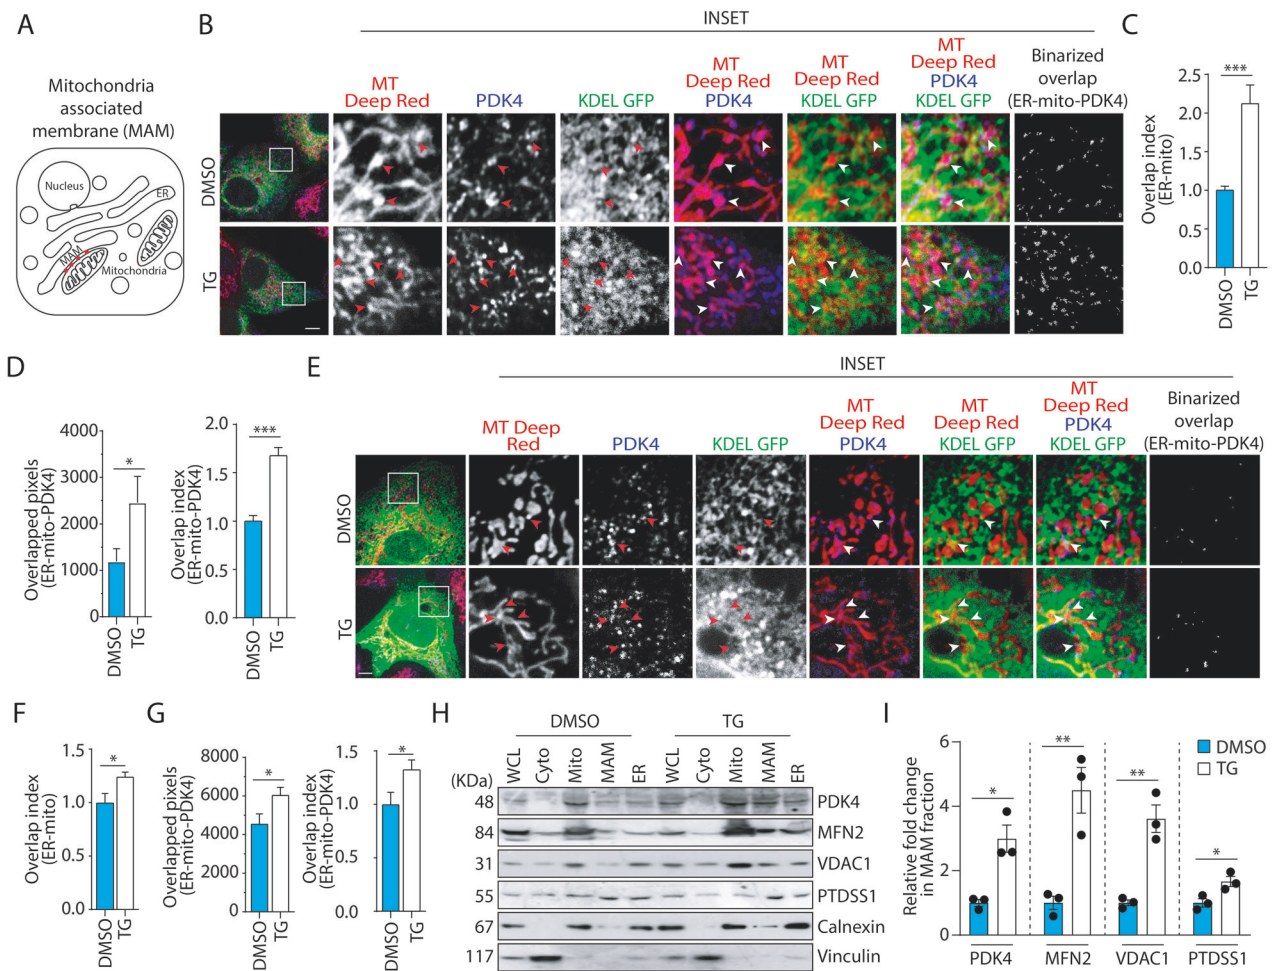 A
Mitochondria
associated
membrane (MAM)
Nucleus
ER
MAM
Mitochondria
B
INSET
MT
Deep Red
PDK4
KDEL GFP
MT
Deep Red
PDK4
MT
Deep Red
KDEL GFP
MT
Deep Red
PDK4
KDEL GFP
Binarized
overlap
(ER-mito-PDK4)
DMSO
TG
C
Overlap index
(ER-mito)
***
2.5
2.0
1.5
1.0
0.5
0.0
DMSO
TG
D
Overlapped pixels
(ER-mito-PDK4)
4000
3000
2000
1000
0
*
DMSO
TG
Overlap index
(ER-mito-PDK4)
2.0
1.5
1.0
0.5
0.0
***
DMSO
TG
E
INSET
MT Deep
Red
PDK4
KDEL GFP
MT
Deep Red
PDK4
MT
Deep Red
KDEL GFP
MT
Deep Red
PDK4
KDEL GFP
Binarized
overlap
(ER-mito-PDK4)
DMSO
TG
F
Overlap index
(ER-mito)
1.5
1.0
0.5
0.0
*
DMSO
TG
G
Overlapped pixels
(ER-mito-PDK4)
8000
6000
4000
2000
0
*
DMSO
TG
Overlap index
(ER-mito-PDK4)
1.5
1.0
0.5
0.0
*
DMSO
TG
H
DMSO TG
(KDa) WCL Cyto Mito MAM ER WCL Cyto Mito MAM ER
48 PDK4
84 MFN2
31 VDAC1
55 PTDSS1
67 Calnexin
117 Vinculin
I
Relative fold change
in MAM fraction
6
4
2
0
* ** ** *
DMSO
TG
PDK4 MFN2 VDAC1 PTDSS1